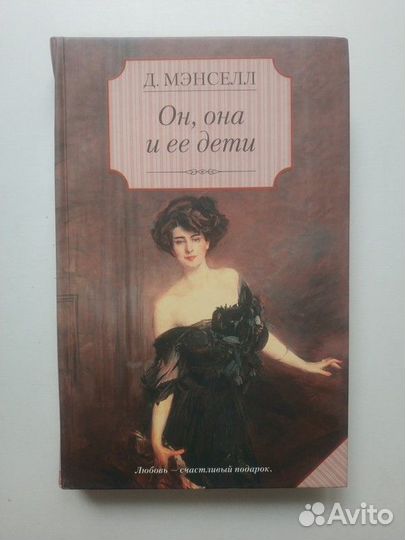 Д. МЭНСЕЛЛ
Он, она
и ее дети
Любовь — счастливый подарок.
Avito